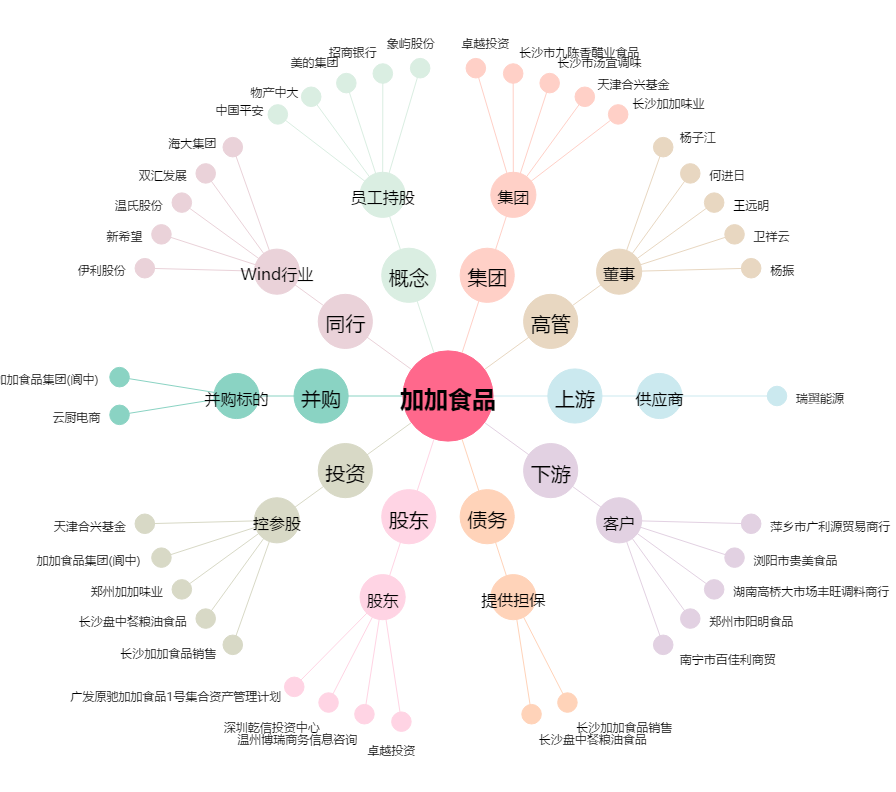 象屿股份
招商银行
美的集团
物产中大
中国平安
卓越投资
长沙市九陈香醋业食品
长沙市汤宜调味
天津合兴基金
长沙加加味业
海大集团
双汇发展
温氏股份
新希望
伊利股份
员工持股
集团
杨子江
何进日
王远明
卫祥云
杨振
Wind行业
概念
集团
董事
同行
高管
加加食品集团(阆中)
云厨电商
并购标的
并购
加加食品
上游
供应商
瑞翼能源
投资
下游
控参股
股东
债务
客户
天津合兴基金
加加食品集团(阆中)
郑州加加味业
长沙盘中餐粮油食品
长沙加加食品销售
萍乡市广利源贸易商行
浏阳市贵美食品
湖南高桥大市场丰旺调料商行
郑州市阳明食品
南宁市百佳利商贸
股东
提供担保
广发原驰加加食品1号集合资产管理计划
深圳乾信投资中心
温州博瑞商务信息咨询
卓越投资
长沙加加食品销售
长沙盘中餐粮油食品